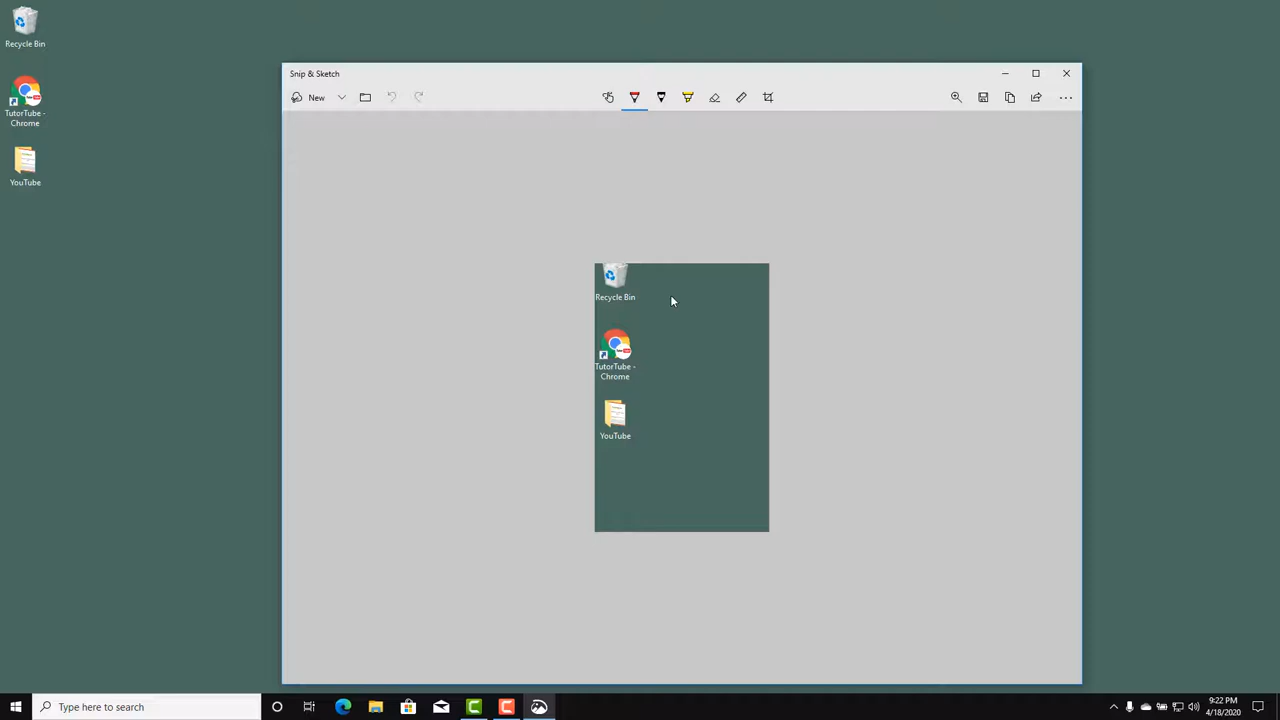 Recycle Bin
TutorTube -
Chrome
YouTube
Snip & Sketch
New
Recycle Bin
TutorTube -
Chrome
YouTube
Type here to search
9:22 PM
4/18/2020